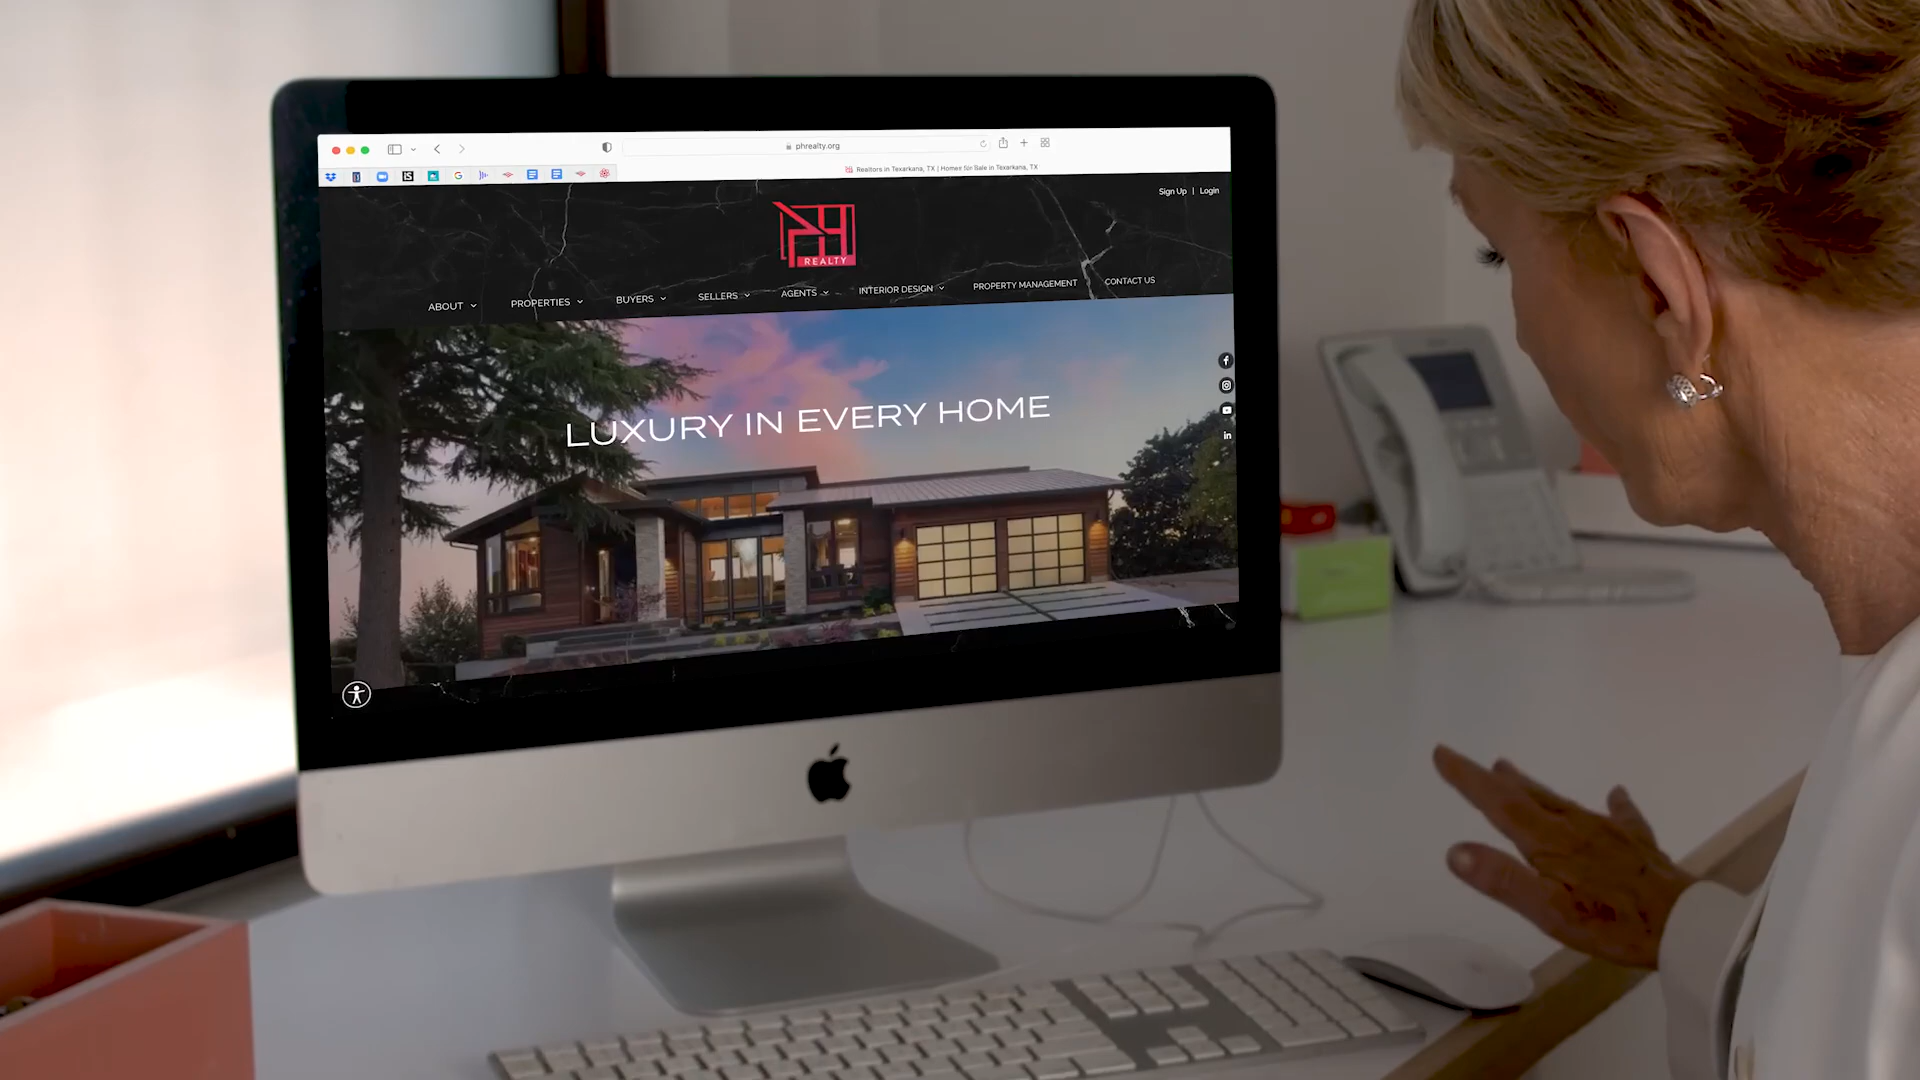 phrealty.org
Realtors in Texarkana, TX | Homes for Sale in Texarkana, TX
Sign Up | Login
PH
REALTY
ABOUT PROPERTIES BUYERS SELLERS AGENTS INTERIOR DESIGN PROPERTY MANAGEMENT CONTACT US
LUXURY IN EVERY HOME